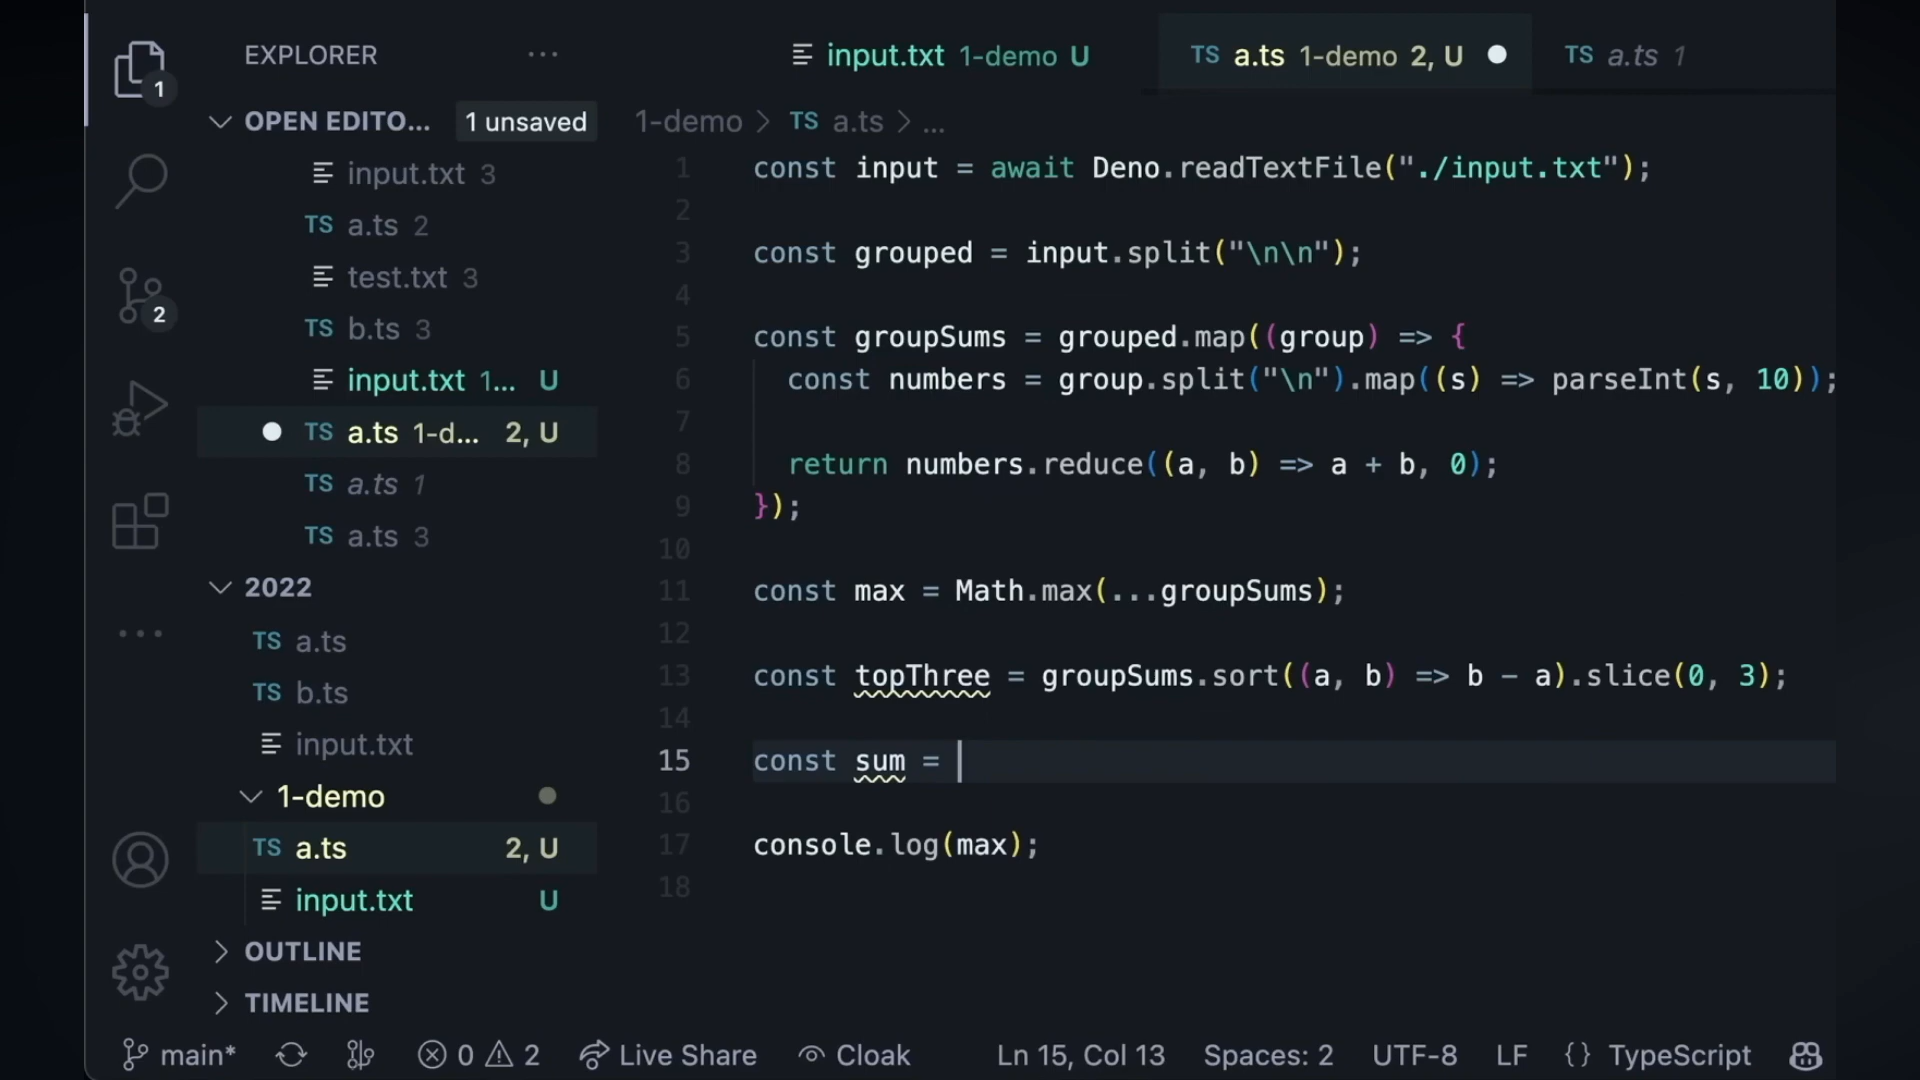 EXPLORER ...
OPEN EDITO... 1 unsaved
input.txt 3
TS a.ts 2
test.txt 3
TS b.ts 3
input.txt 1... U
TS a.ts 1-d... 2, U
TS a.ts 1
TS a.ts 3
2022
TS a.ts
TS b.ts
input.txt
1-demo
TS a.ts 2, U
input.txt U
OUTLINE
TIMELINE
1
2
input.txt 1-demo U TS a.ts 1-demo 2, U TS a.ts 1
1-demo > TS a.ts > ...
1 const input = await Deno.readTextFile("./input.txt");
2
3 const grouped = input.split("\n\n");
4
5 const groupSums = grouped.map((group) => {
6 const numbers = group.split("\n").map((s) => parseInt(s, 10));
7
8 return numbers.reduce((a, b) => a + b, 0);
9 });
10
11 const max = Math.max(...groupSums);
12
13 const topThree = groupSums.sort((a, b) => b - a).slice(0, 3);
14
15 const sum =
16
17 console.log(max);
18
main* 0 2 Live Share Cloak Ln 15, Col 13 Spaces: 2 UTF-8 LF {} TypeScript